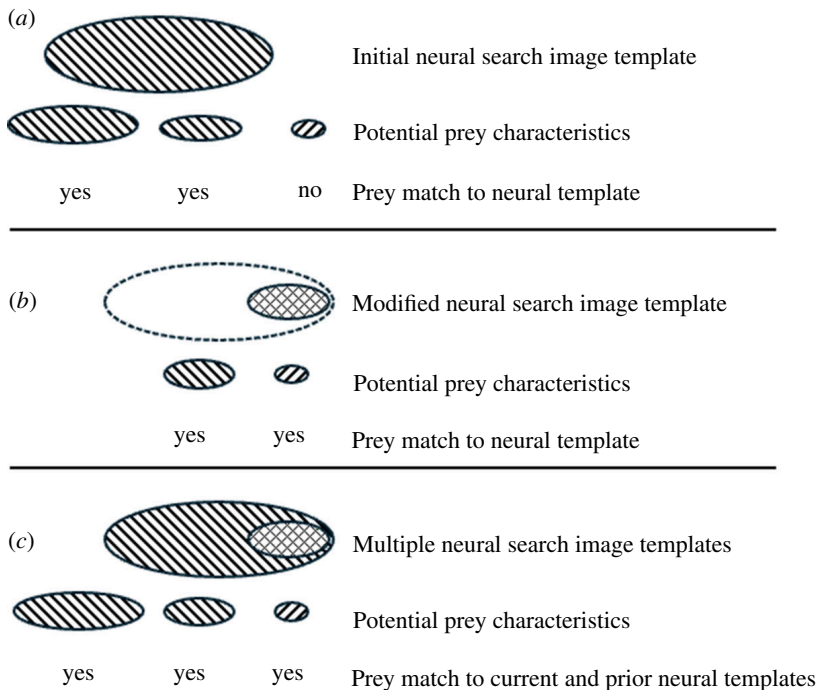 (a)
Initial neural search image template
Potential prey characteristics
yes yes no Prey match to neural template
(b)
Modified neural search image template
Potential prey characteristics
yes yes Prey match to neural template
(c)
Multiple neural search image templates
Potential prey characteristics
yes yes yes Prey match to current and prior neural templates